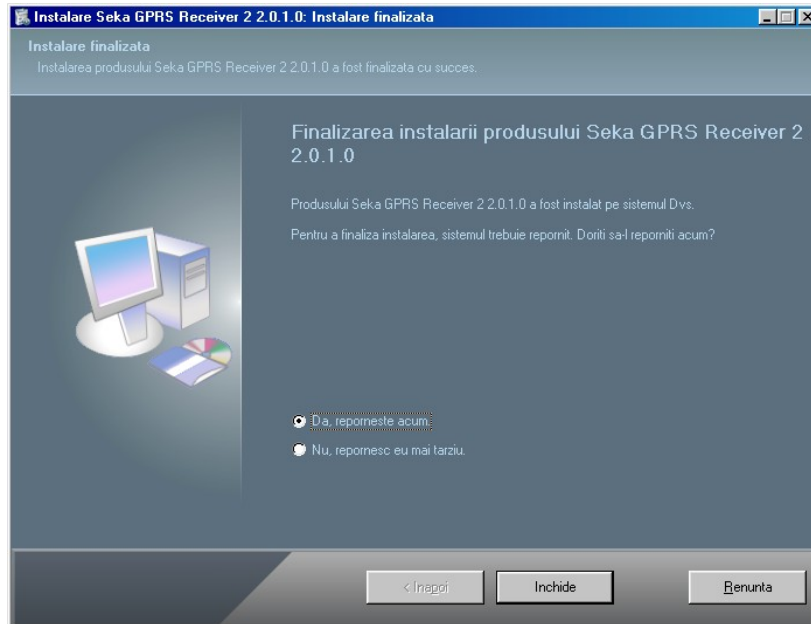 Instalare Seka GPRS Receiver 2 2.0.1.0: Instalare finalizata
Instalare finalizata
Instalarea produsului Seka GPRS Receiver 2 2.0.1.0 a fost finalizata cu succes.
Finalizarea instalarii produsului Seka GPRS Receiver 2
2.0.1.0
Produsului Seka GPRS Receiver 2 2.0.1.0 a fost instalat pe sistemul Dvs.
Pentru a finaliza instalarea, sistemul trebuie repornit. Doriti sa-l reporniti acum?
Da, reporneste acum.
Nu, repornesc eu mai tarziu.
< Inapoi Inchide Renunta